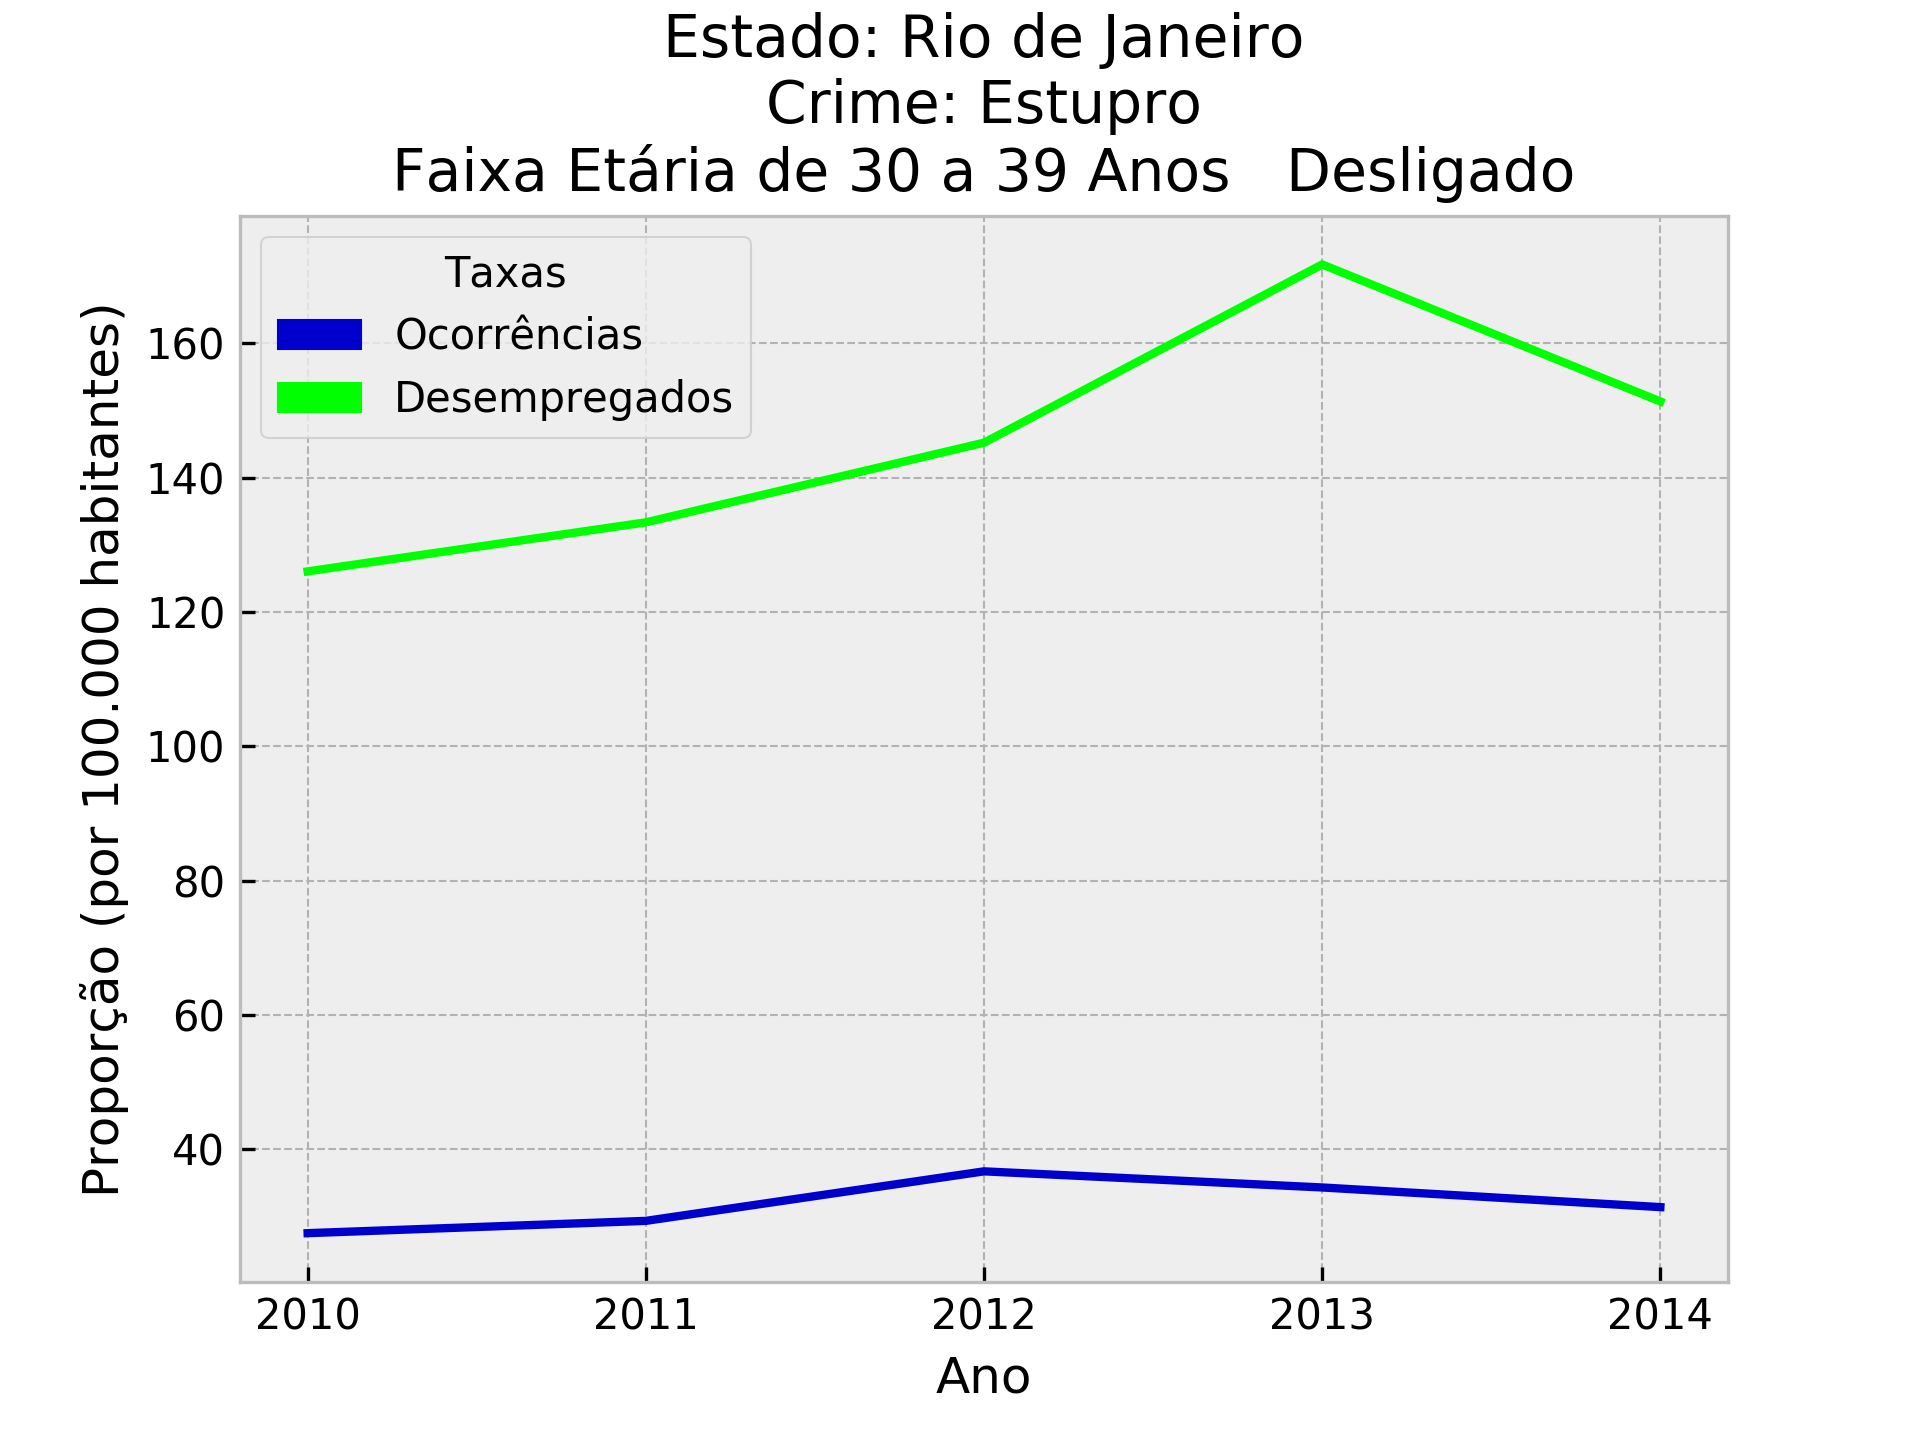 Estado: Rio de Janeiro
Crime: Estupro
Faixa Etária de 30 a 39 Anos   Desligado
Taxas
Ocorrências
Desempregados
Proporção (por 100.000 habitantes)
160
140
120
100
80
60
40
2010 2011 2012 2013 2014
Ano